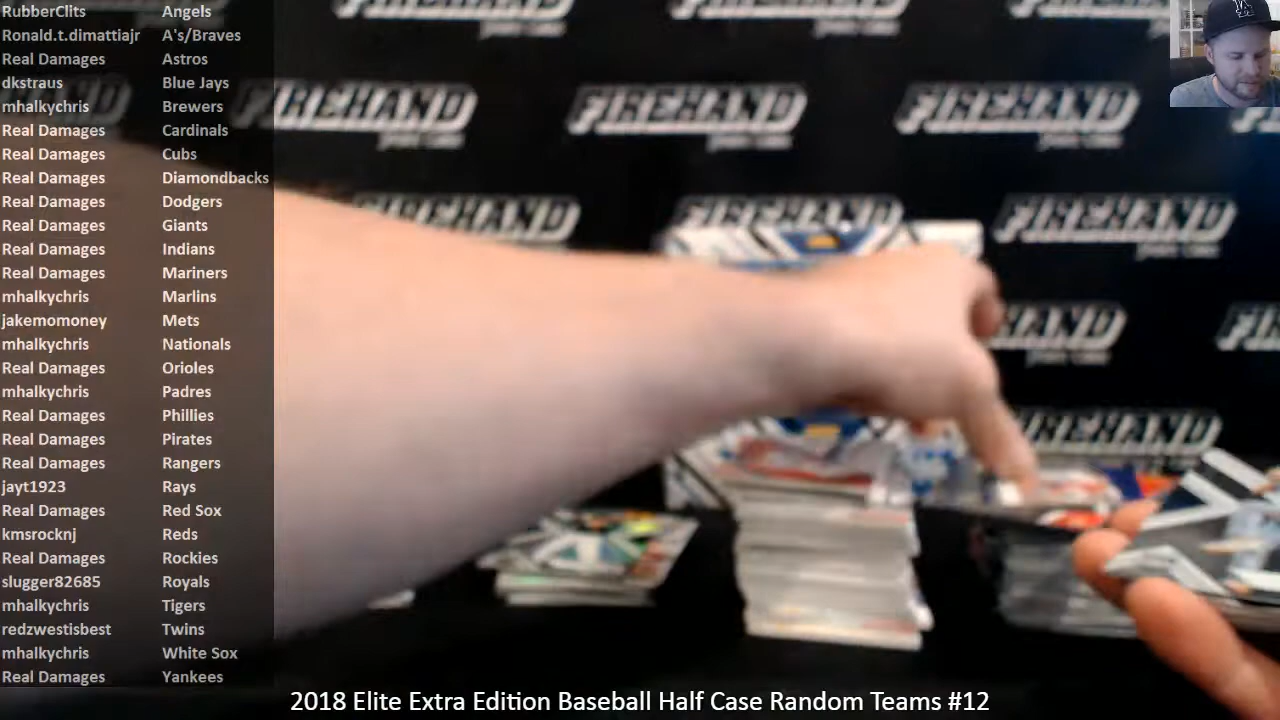 RubberClits Angels
Ronald.t.dimattiajr A's/Braves
Real Damages Astros
dkstraus Blue Jays
mhalkychris Brewers
Real Damages Cardinals
Real Damages Cubs
Real Damages Diamondbacks
Real Damages Dodgers
Real Damages Giants
Real Damages Indians
Real Damages Mariners
mhalkychris Marlins
jakemomoney Mets
mhalkychris Nationals
Real Damages Orioles
mhalkychris Padres
Real Damages Phillies
Real Damages Pirates
Real Damages Rangers
jayt1923 Rays
Real Damages Red Sox
kmsrocknj Reds
Real Damages Rockies
slugger82685 Royals
mhalkychris Tigers
redzwestisbest Twins
mhalkychris White Sox
Real Damages Yankees
FIREHAND FIREHAND FIREHAND
FIREHAND FIREHAND FIREHAND
2018 Elite Extra Edition Baseball Half Case Random Teams #12